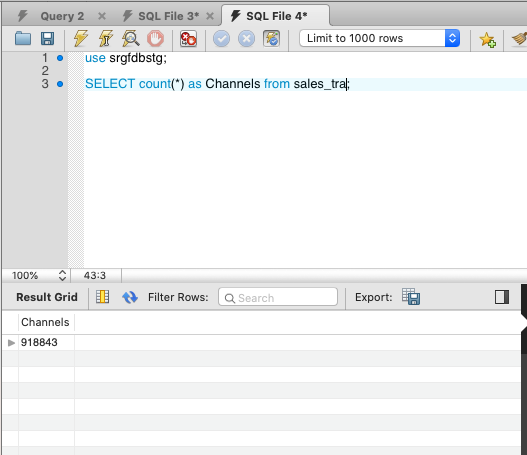 Query 2 SQL File 3* SQL File 4*
Limit to 1000 rows
1 use srgfdbstg;
2
3 SELECT count(*) as Channels from sales_tra;
100% 43:3
Result Grid Filter Rows: Search Export:
Channels
918843